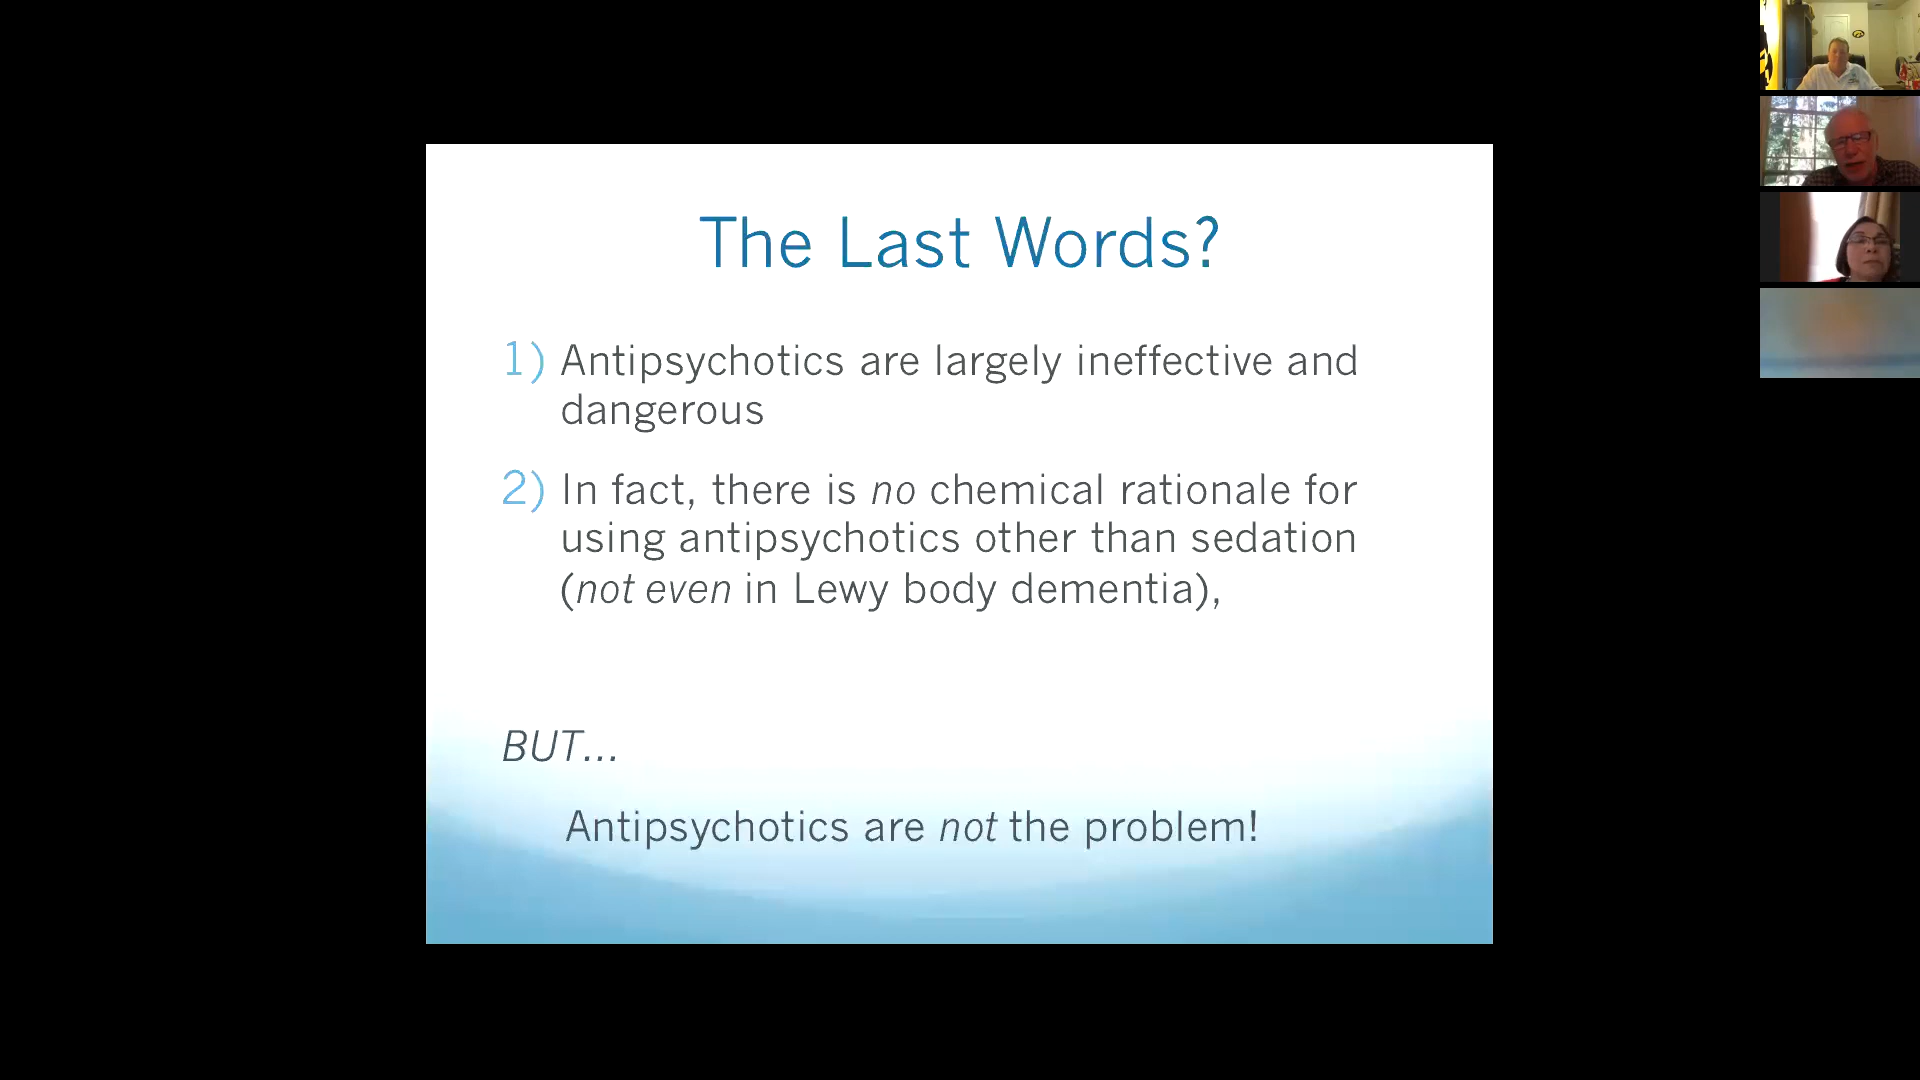 The Last Words?
1) Antipsychotics are largely ineffective and
dangerous
2) In fact, there is no chemical rationale for
using antipsychotics other than sedation
(not even in Lewy body dementia),
BUT...
Antipsychotics are not the problem!